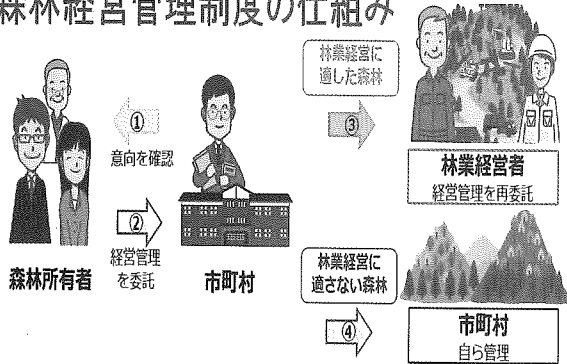 森林経営管理制度の仕組み
①
意向を確認
②
経営管理
を委託
森林所有者
市町村
林業経営に
適した森林
③
林業経営者
経営管理を再委託
林業経営に
適さない森林
④
市町村
自ら管理